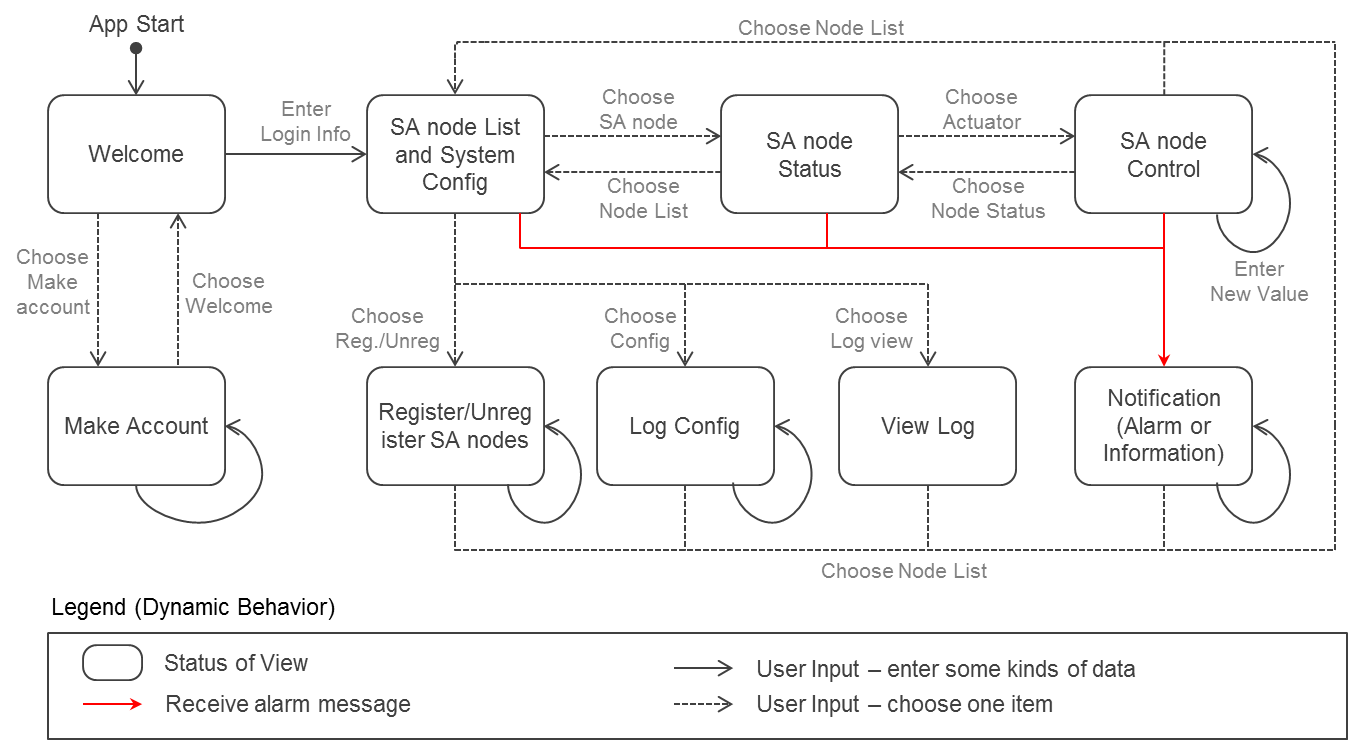 App Start
Choose Node List
Welcome
Enter
Login Info
SA node List
and System
Config
Choose
SA node
Choose
Node List
SA node
Status
Choose
Actuator
Choose
Node Status
SA node
Control
Enter
New Value
Choose
Make
account
Choose
Welcome
Choose
Reg./Unreg
Choose
Config
Choose
Log view
Make Account
Register/Unreg
ister SA nodes
Log Config
View Log
Notification
(Alarm or
Information)
Choose Node List
Legend (Dynamic Behavior)
Status of View
User Input – enter some kinds of data
Receive alarm message
User Input – choose one item